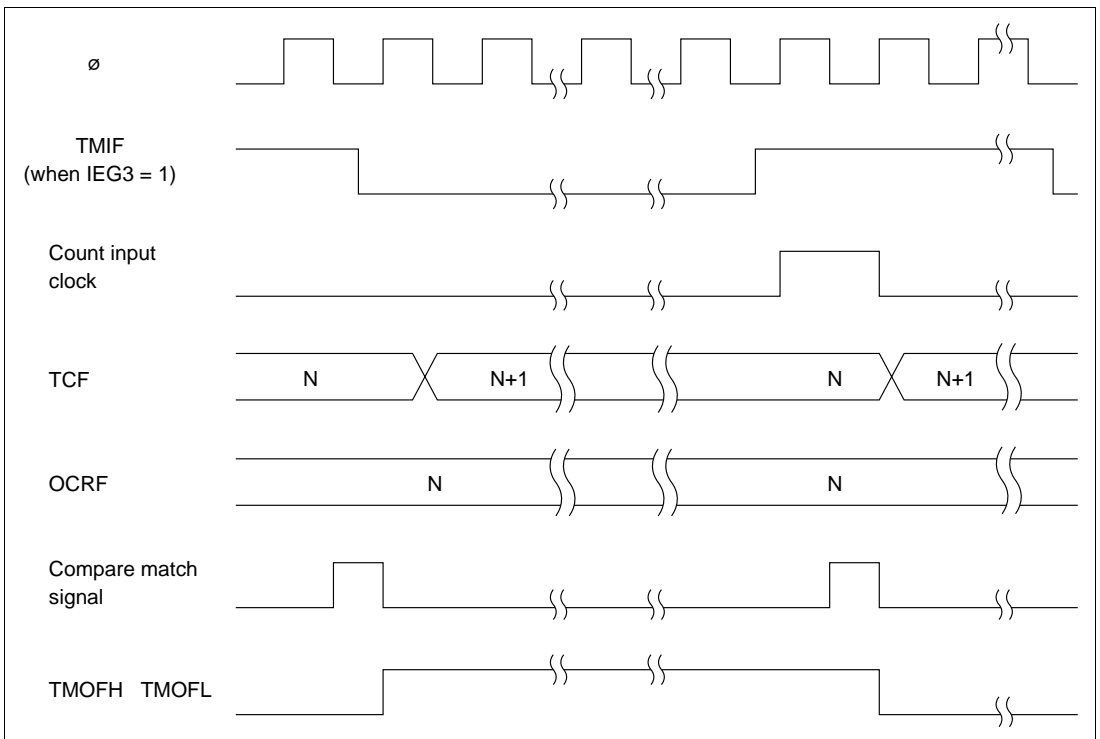 ø
TMIF
(when IEG3 = 1)
Count input
clock
TCF N N+1 N N+1
OCRF N N
Compare match
signal
TMOFH TMOFL